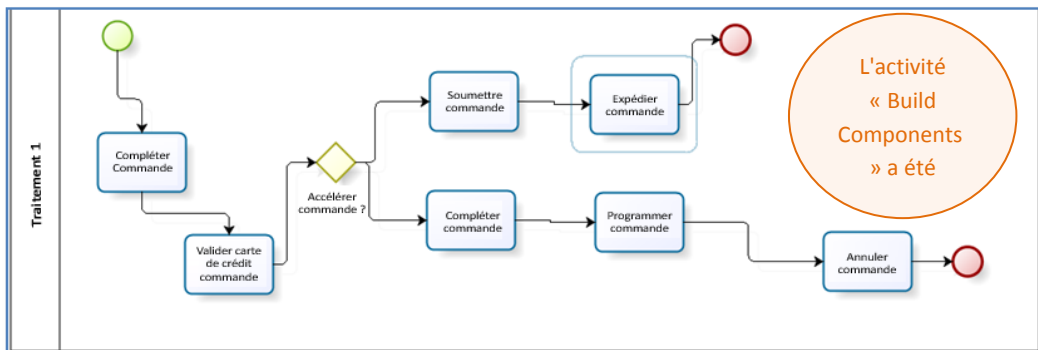 Traitement 1
Compléter
Commande
Valider carte
de crédit
commande
Accélérer
commande ?
Soumettre
commande
Expédier
commande
Compléter
commande
Programmer
commande
Annuler
commande
L'activité
« Build
Components
» a été